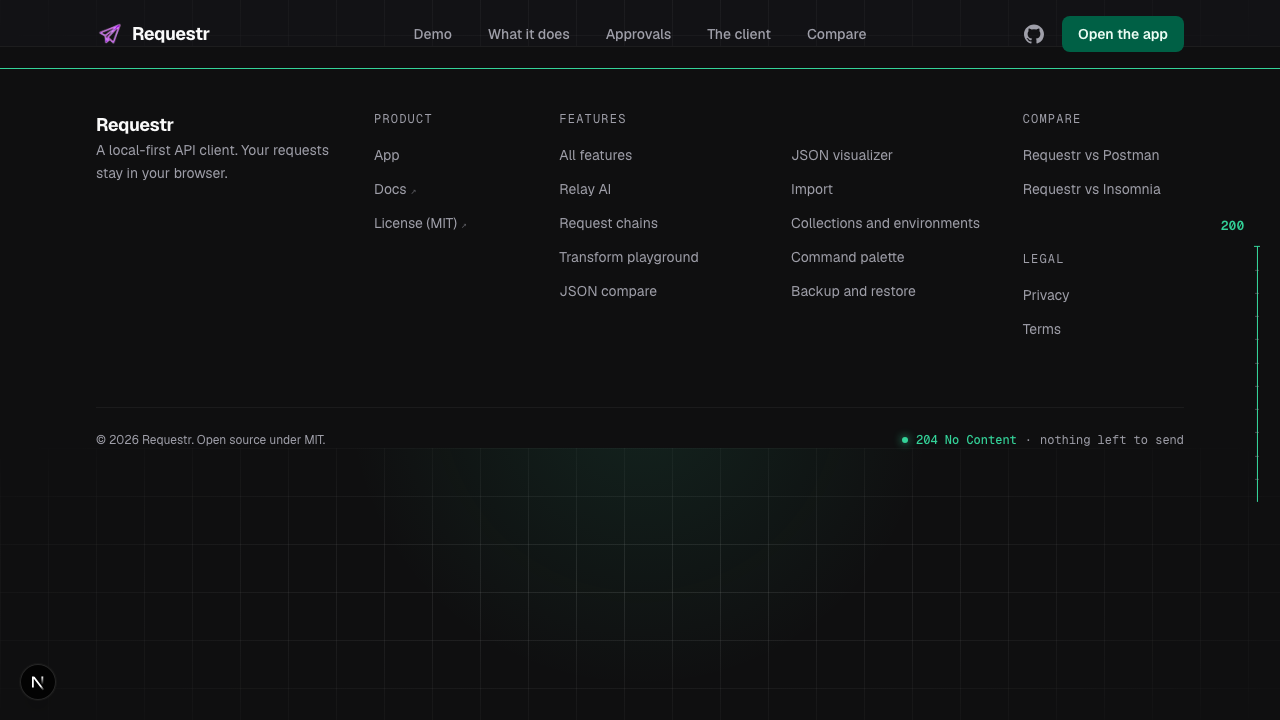 Requestr
Demo
What it does
Approvals
The client
Compare
Open the app
Requestr
A local-first API client. Your requests
stay in your browser.
PRODUCT
App
Docs ↗
License (MIT) ↗
FEATURES
All features
Relay AI
Request chains
Transform playground
JSON compare
JSON visualizer
Import
Collections and environments
Command palette
Backup and restore
COMPARE
Requestr vs Postman
Requestr vs Insomnia
LEGAL
Privacy
Terms
200
© 2026 Requestr. Open source under MIT.
204 No Content · nothing left to send
N